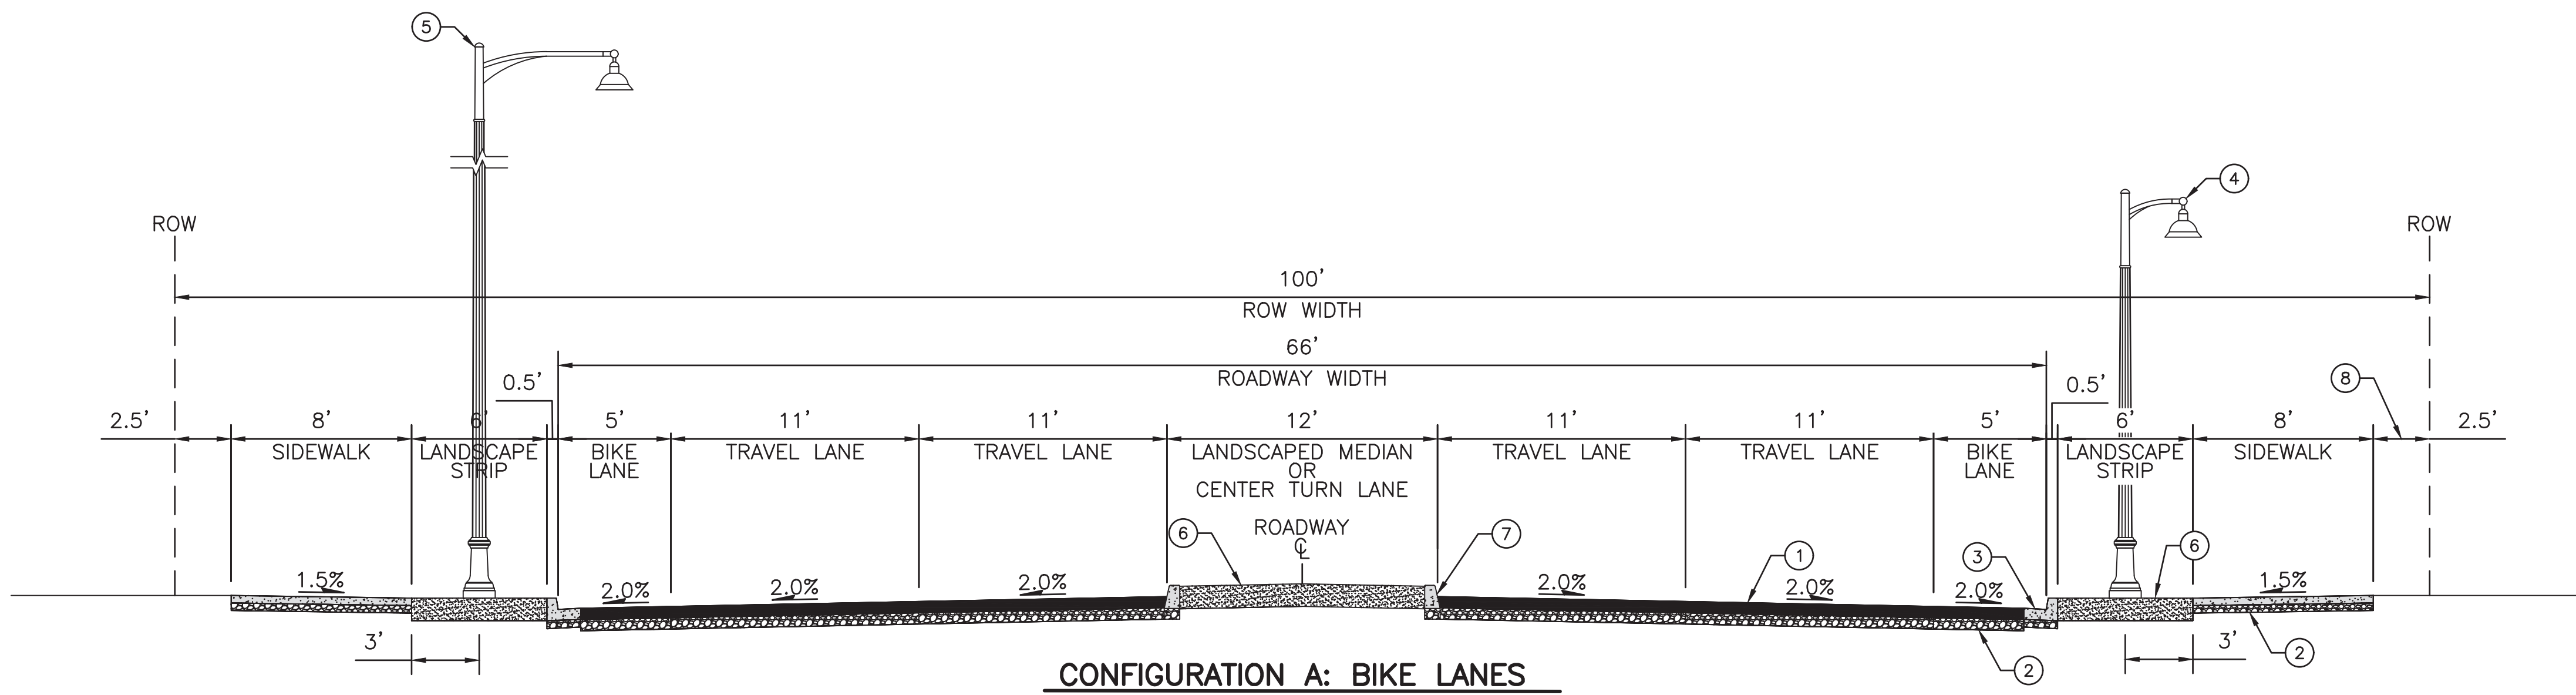 5
4
ROW
ROW
100'
ROW WIDTH
66'
ROADWAY WIDTH
0.5'
0.5'
8
2.5'
8'
6'
5'
11'
11'
12'
11'
11'
5'
6'
8'
2.5'
SIDEWALK
LANDSCAPE
STRIP
BIKE
LANE
TRAVEL LANE
TRAVEL LANE
LANDSCAPED MEDIAN
OR
CENTER TURN LANE
TRAVEL LANE
TRAVEL LANE
BIKE
LANE
LANDSCAPE
STRIP
SIDEWALK
ROADWAY
℄
6
7
1
3
6
1.5%
2.0%
2.0%
2.0%
2.0%
2.0%
2.0%
1.5%
3'
3'
2
2
CONFIGURATION A: BIKE LANES